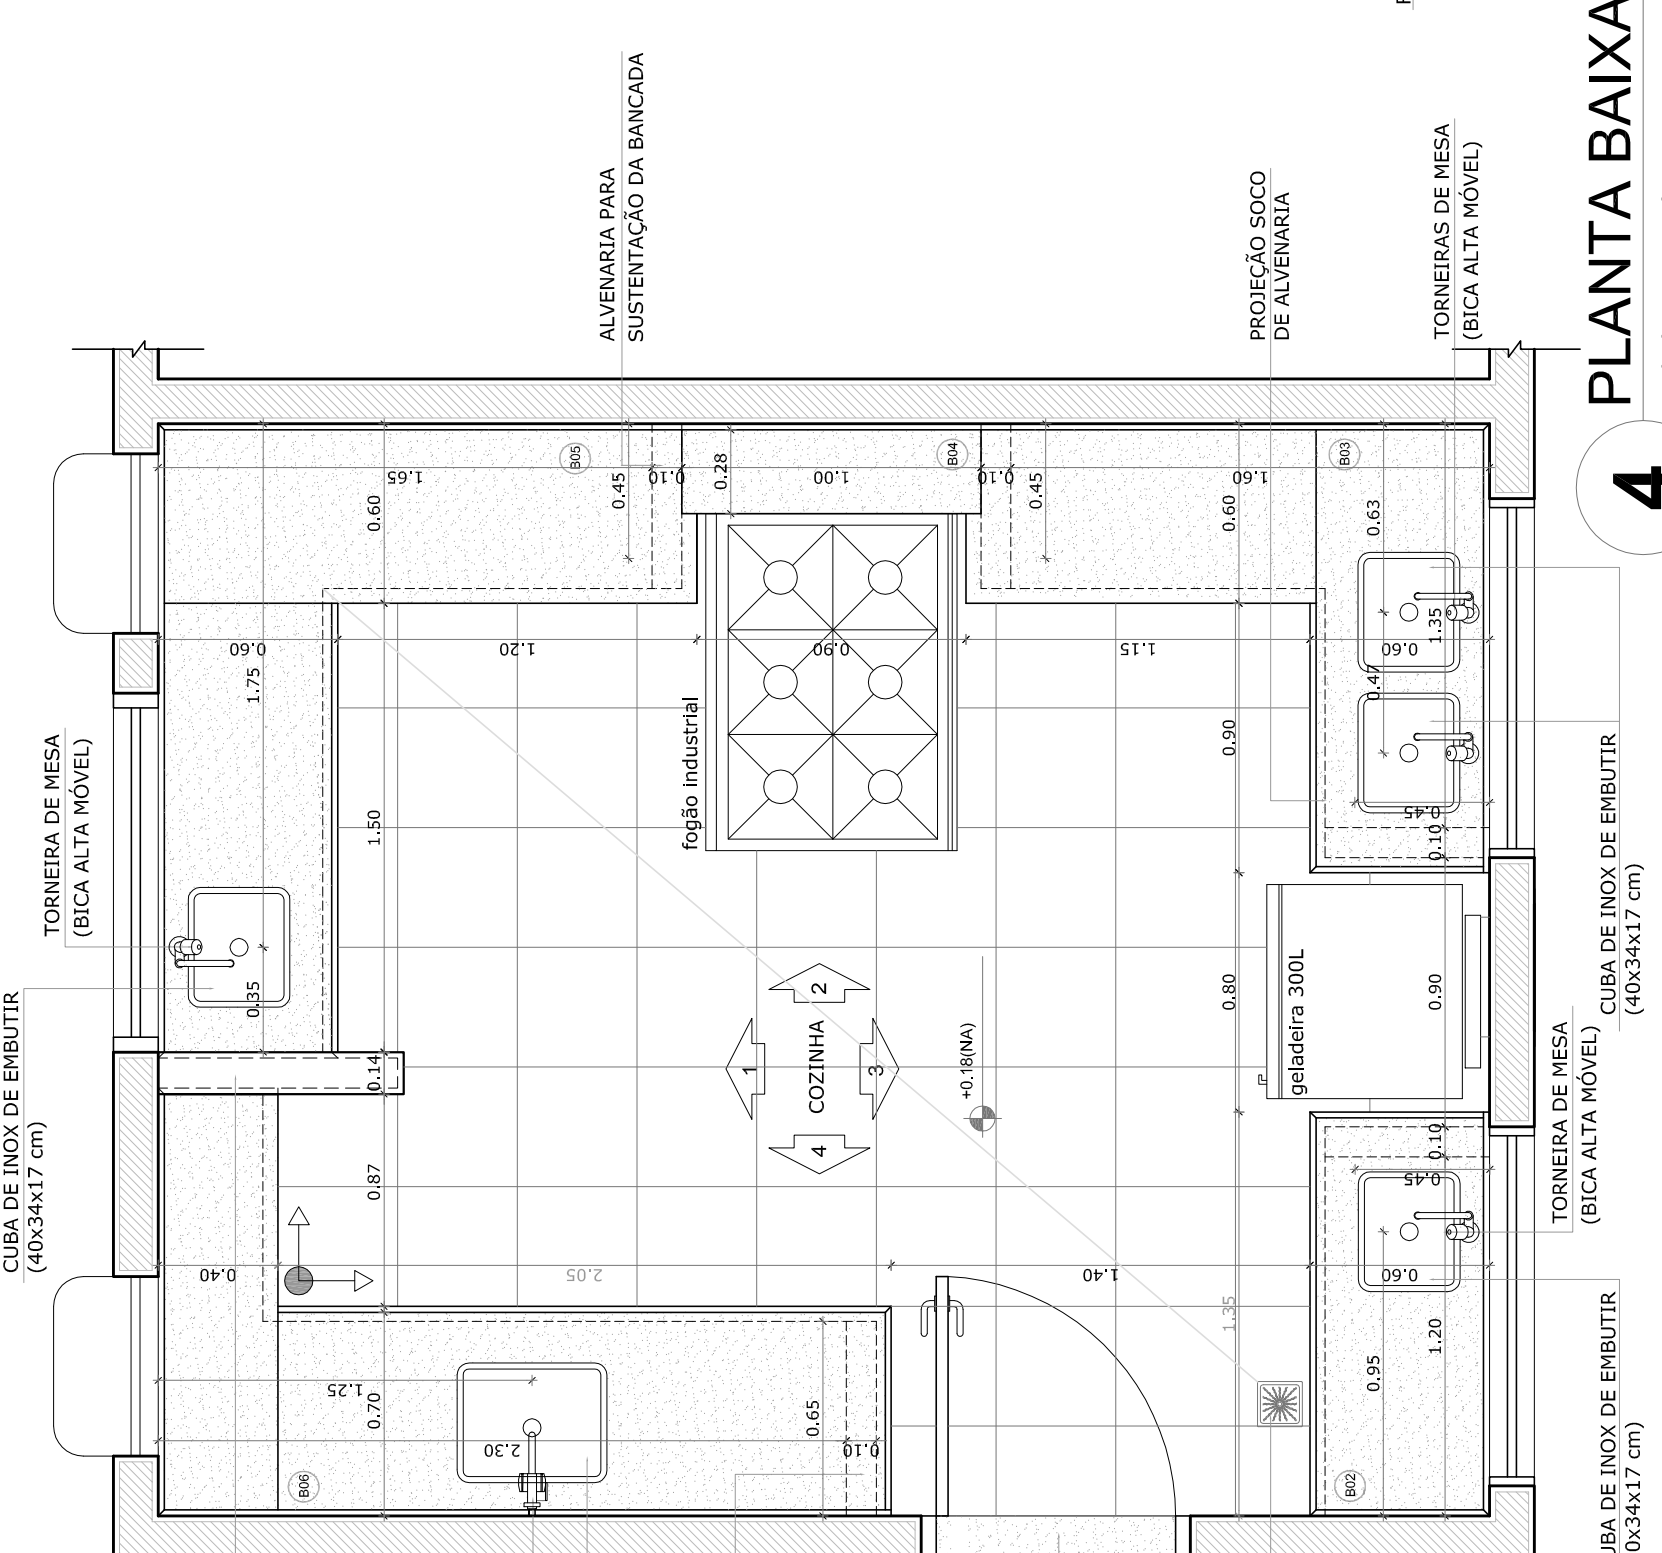 ALVENARIA PARA
SUSTENTAÇÃO DA BANCADA
PROJEÇÃO SOCO
DE ALVENARIA
TORNEIRAS DE MESA
(BICA ALTA MÓVEL)
PLANTA BAIXA
4
B05
B04
B03
1.65
0.10
1.00
0.10
1.60
0.60
0.45
0.28
0.45
0.60
0.63
0.60
1.20
0.90
1.15
0.60
1.75
1.35
0.47
fogão industrial
0.90
0.45
0.10
TORNEIRA DE MESA
(BICA ALTA MÓVEL)
1.50
CUBA DE INOX DE EMBUTIR
(40x34x17 cm)
0.35
0.14
1
2
3
4
COZINHA
+0.18(NA)
0.80
geladeira 300L
0.90
CUBA DE INOX DE EMBUTIR
(40x34x17 cm)
TORNEIRA DE MESA
(BICA ALTA MÓVEL)
0.87
0.10
0.45
0.40
2.05
1.40
0.60
1.35
1.20
0.95
1.25
0.70
0.65
2.30
0.10
B06
B02
UBA DE INOX DE EMBUTIR
0x34x17 cm)